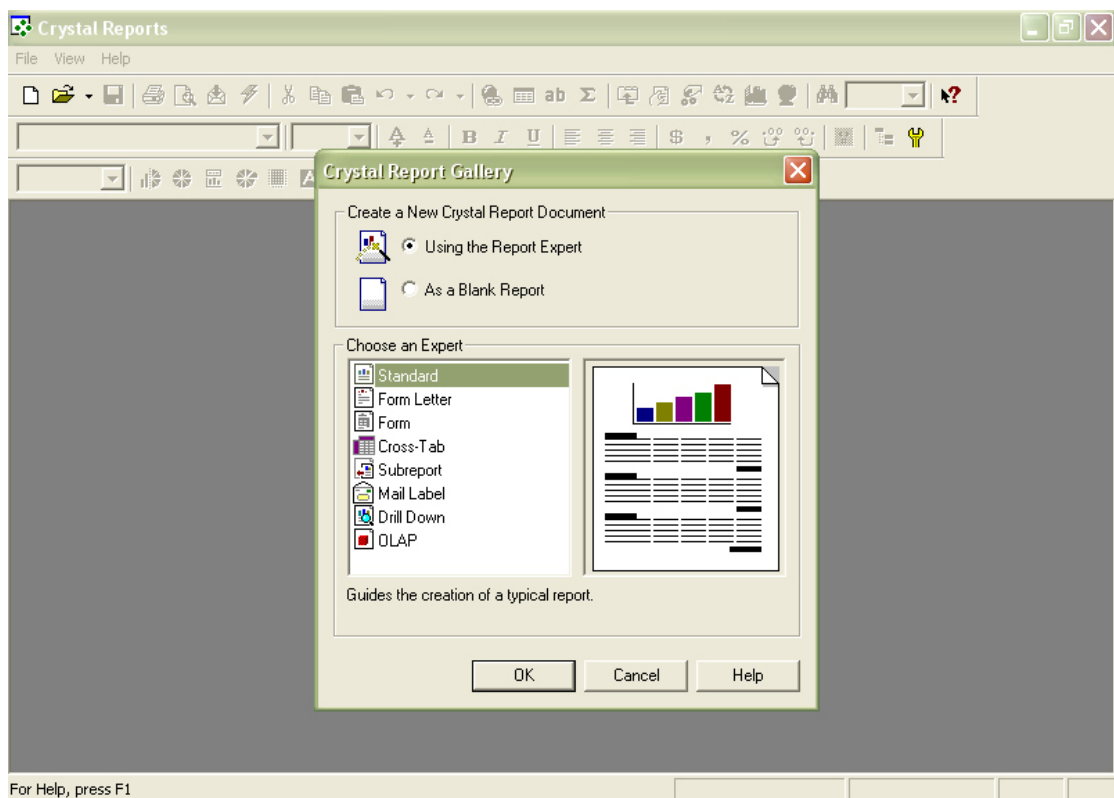 Crystal Reports
File View Help
ab Σ ?
B I U $ , %
A
Crystal Report Gallery
Create a New Crystal Report Document
Using the Report Expert
As a Blank Report
Choose an Expert
Standard
Form Letter
Form
Cross-Tab
Subreport
Mail Label
Drill Down
OLAP
Guides the creation of a typical report.
OK Cancel Help
For Help, press F1